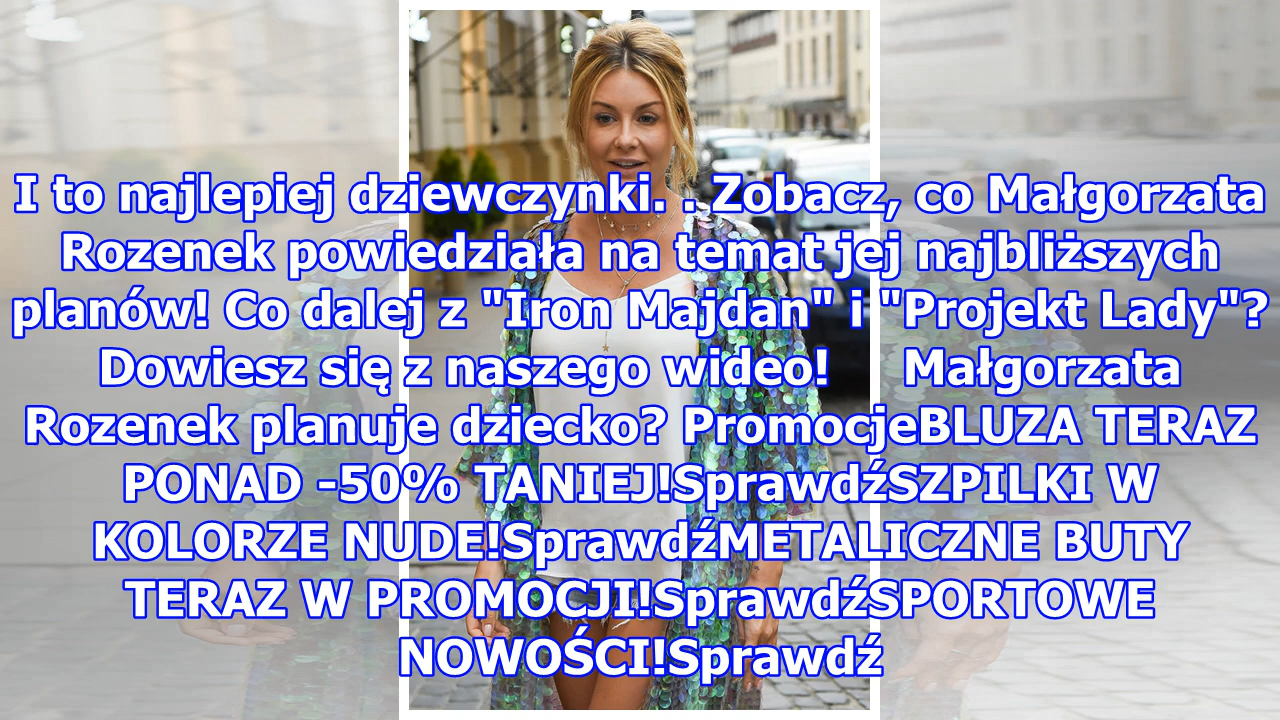 I to najlepiej dziewczynki. . Zobacz, co Małgorzata
Rozenek powiedziała na temat jej najbliższych
planów! Co dalej z "Iron Majdan" i "Projekt Lady"?
Dowiesz się z naszego wideo! Małgorzata
Rozenek planuje dziecko? PromocjeBLUZA TERAZ
PONAD -50% TANIEJ!SprawdźSZPILKI W
KOLORZE NUDE!SprawdźMETALICZNE BUTY
TERAZ W PROMOCJI!SprawdźSPORTOWE
NOWOŚCI!Sprawdź